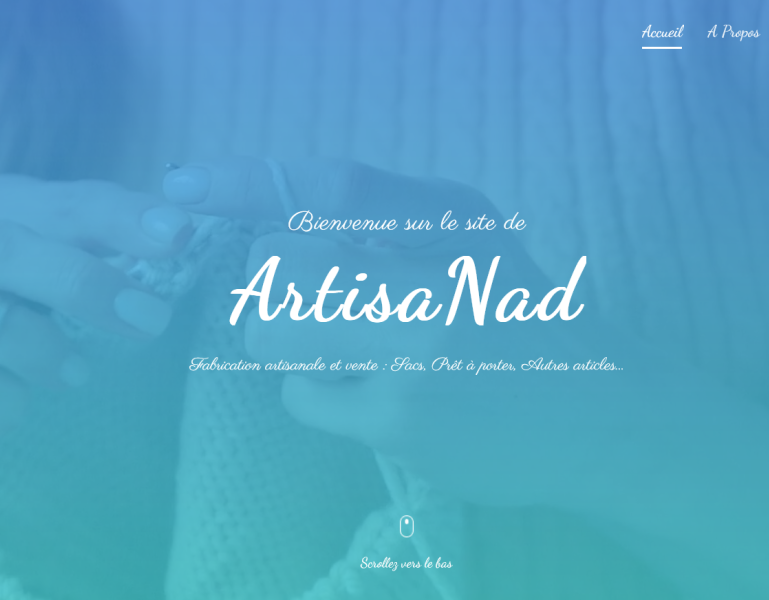 Accueil A Propos
Bienvenue sur le site de
ArtisaNad
Fabrication artisanale et vente : Sacs, Prêt à porter, Autres articles...
Scrollez vers le bas